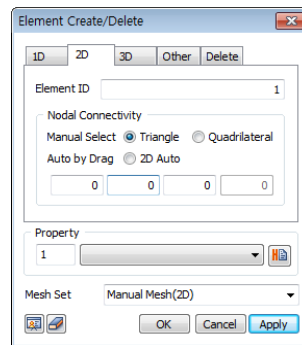 Element Create/Delete
1D 2D 3D Other Delete
Element ID 1
Nodal Connectivity
Manual Select Triangle Quadrilateral
Auto by Drag 2D Auto
0 0 0 0
Property
1
Mesh Set Manual Mesh(2D)
OK Cancel Apply